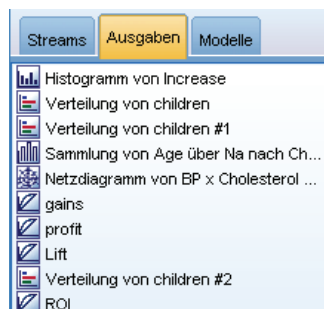 Streams Ausgaben Modelle
Histogramm von Increase
Verteilung von children
Verteilung von children #1
Sammlung von Age über Na nach Ch...
Netzdiagramm von BP x Cholesterol ...
gains
profit
Lift
Verteilung von children #2
ROI